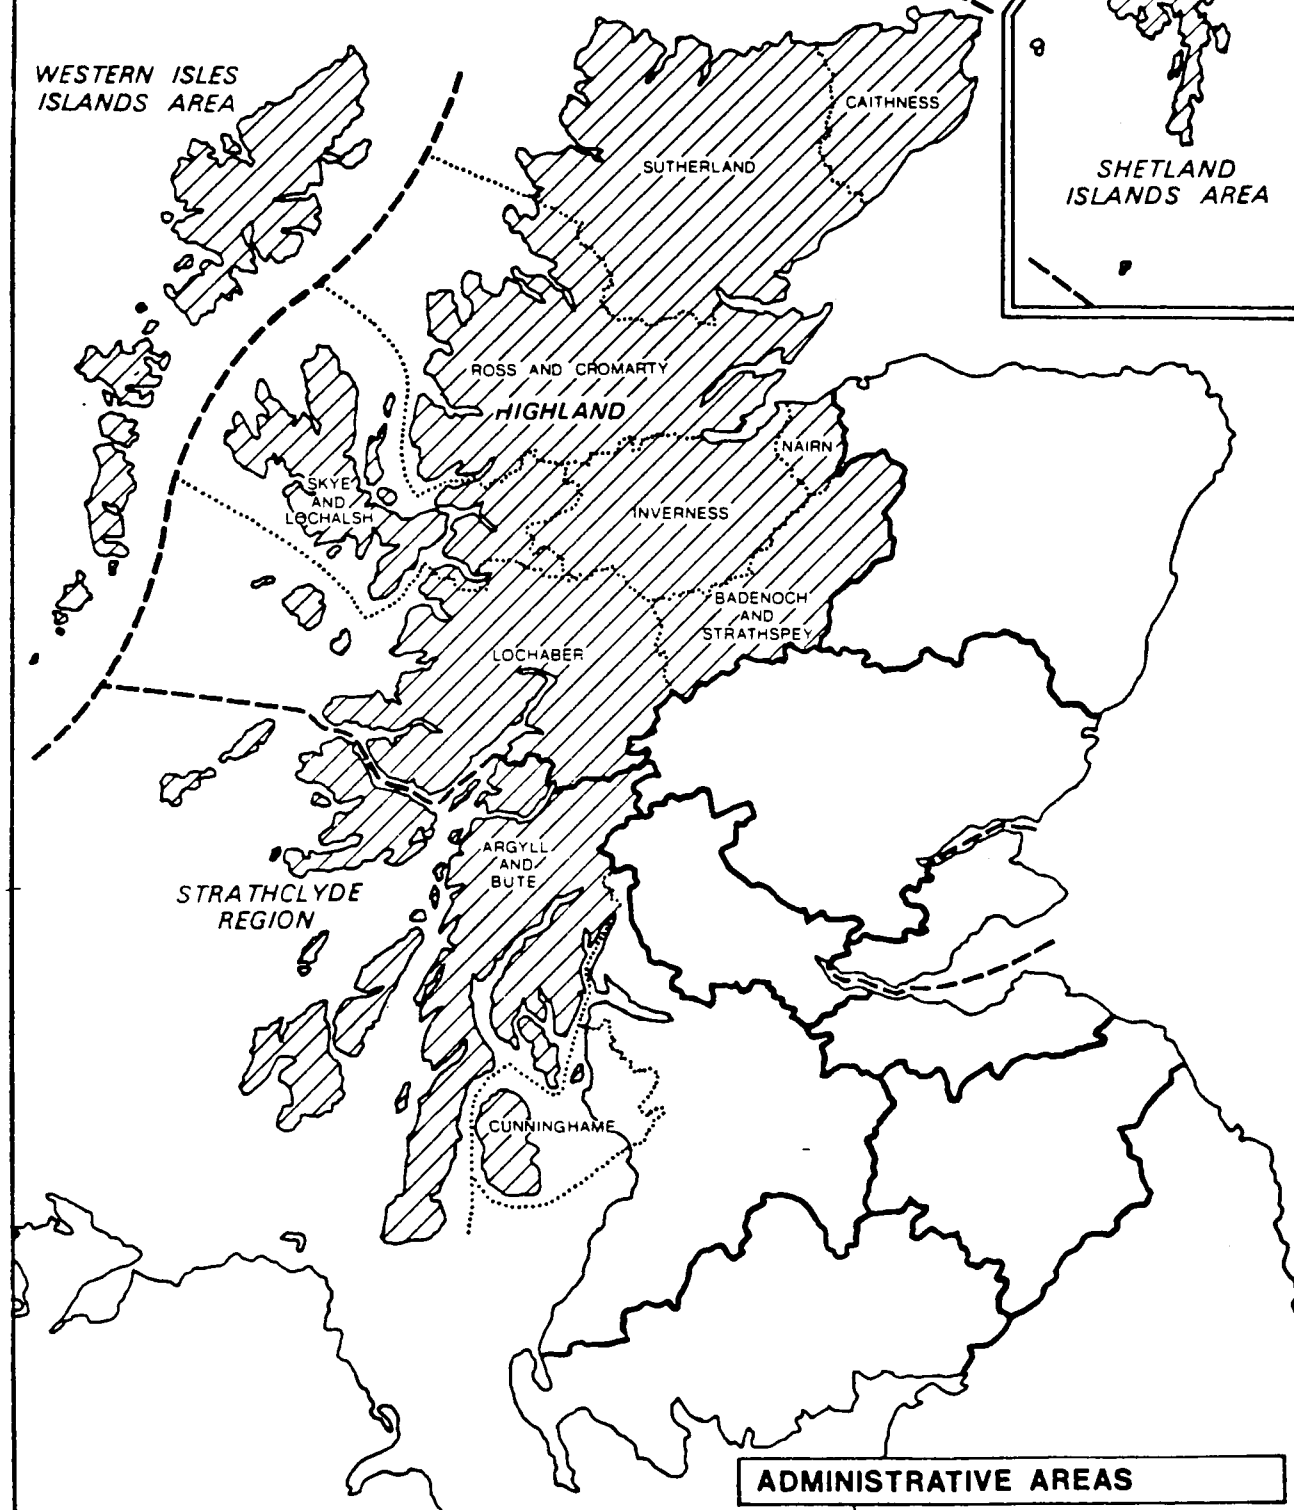 WESTERN ISLES
ISLANDS AREA
CAITHNESS
SUTHERLAND
SHETLAND
ISLANDS AREA
ROSS AND CROMARTY
HIGHLAND
NAIRN
SKYE
AND
LOCHALSH
INVERNESS
BADENOCH
AND
STRATHSPEY
LOCHABER
ARGYLL
AND
BUTE
STRATHCLYDE
REGION
CUNNINGHAME
ADMINISTRATIVE AREAS